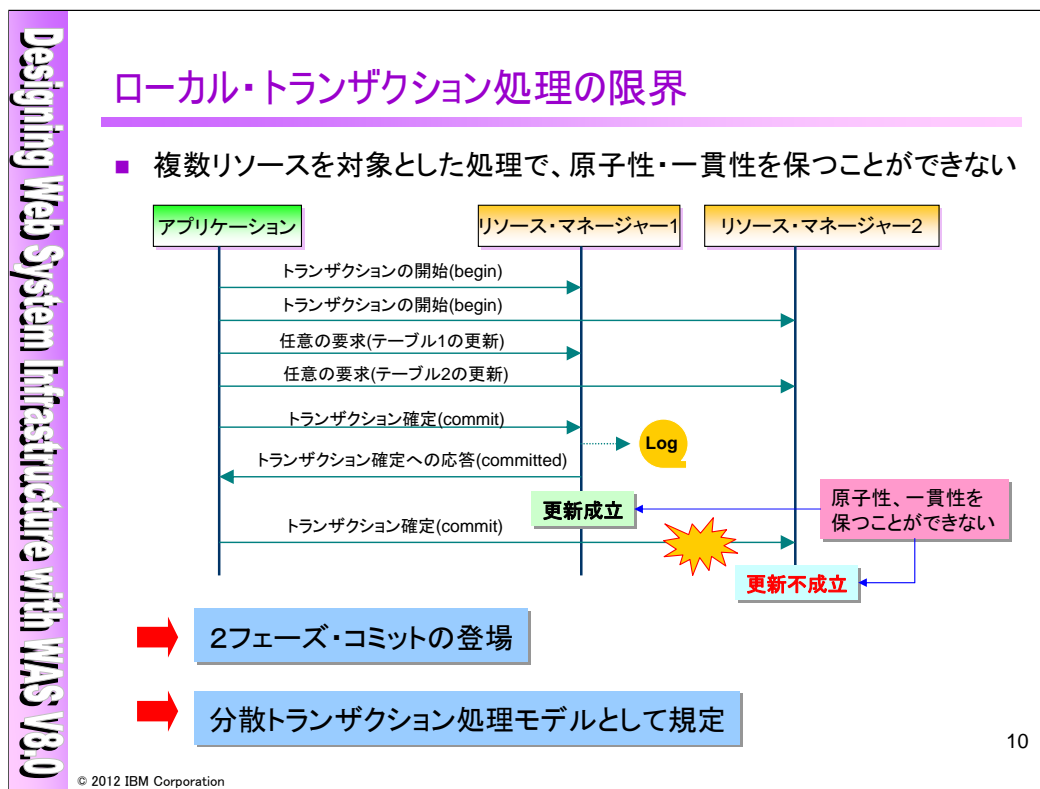 Designing Web System Infrastructure with WAS V8.0
ローカル・トランザクション処理の限界
■ 複数リソースを対象とした処理で、原子性・一貫性を保つことができない
アプリケーション
リソース・マネージャー1
リソース・マネージャー2
トランザクションの開始(begin)
トランザクションの開始(begin)
任意の要求(テーブル1の更新)
任意の要求(テーブル2の更新)
トランザクション確定(commit)
Log
トランザクション確定への応答(committed)
更新成立
原子性、一貫性を
保つことができない
トランザクション確定(commit)
更新不成立
2フェーズ・コミットの登場
分散トランザクション処理モデルとして規定
10
© 2012 IBM Corporation